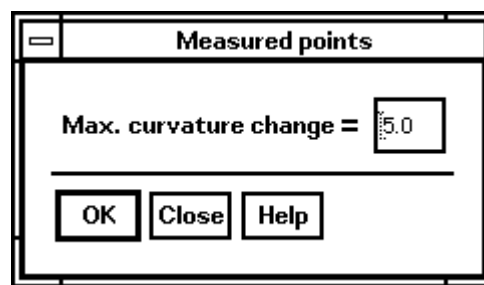 Measured points
Max. curvature change = 5.0
OK Close Help